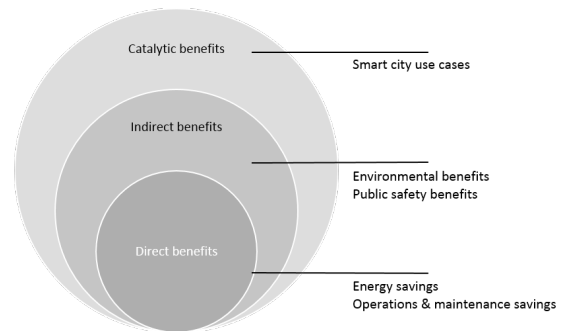 Catalytic benefits
Smart city use cases
Indirect benefits
Environmental benefits
Public safety benefits
Direct benefits
Energy savings
Operations & maintenance savings